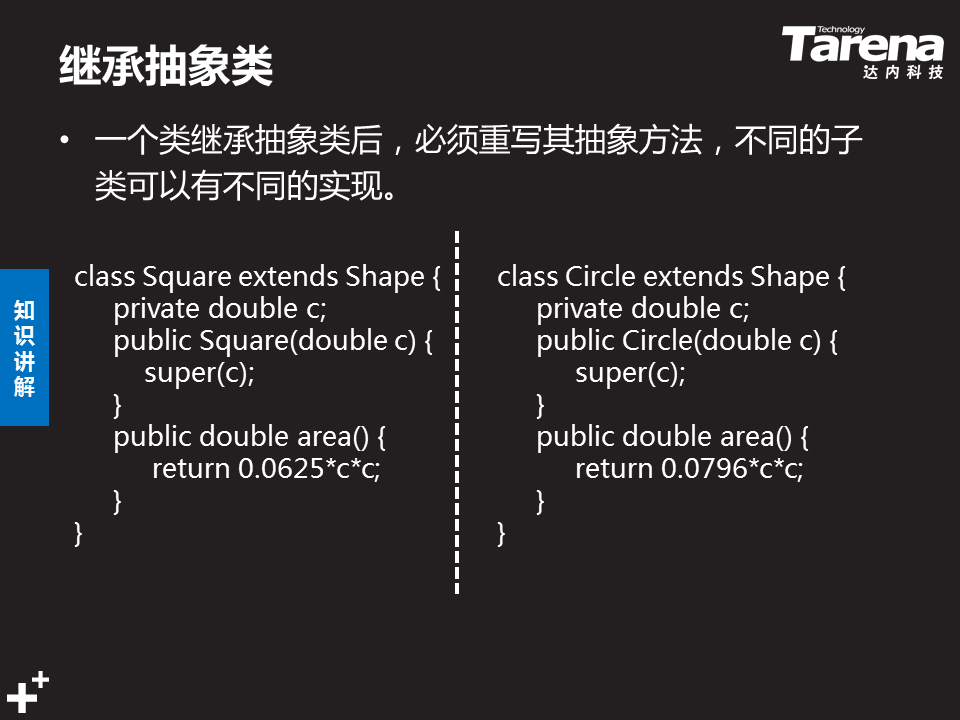 继承抽象类
Technology
Tarena
达内科技
• 一个类继承抽象类后，必须重写其抽象方法，不同的子
类可以有不同的实现。
知
识
讲
解
class Square extends Shape {
private double c;
public Square(double c) {
super(c);
}
public double area() {
return 0.0625*c*c;
}
}
class Circle extends Shape {
private double c;
public Circle(double c) {
super(c);
}
public double area() {
return 0.0796*c*c;
}
}